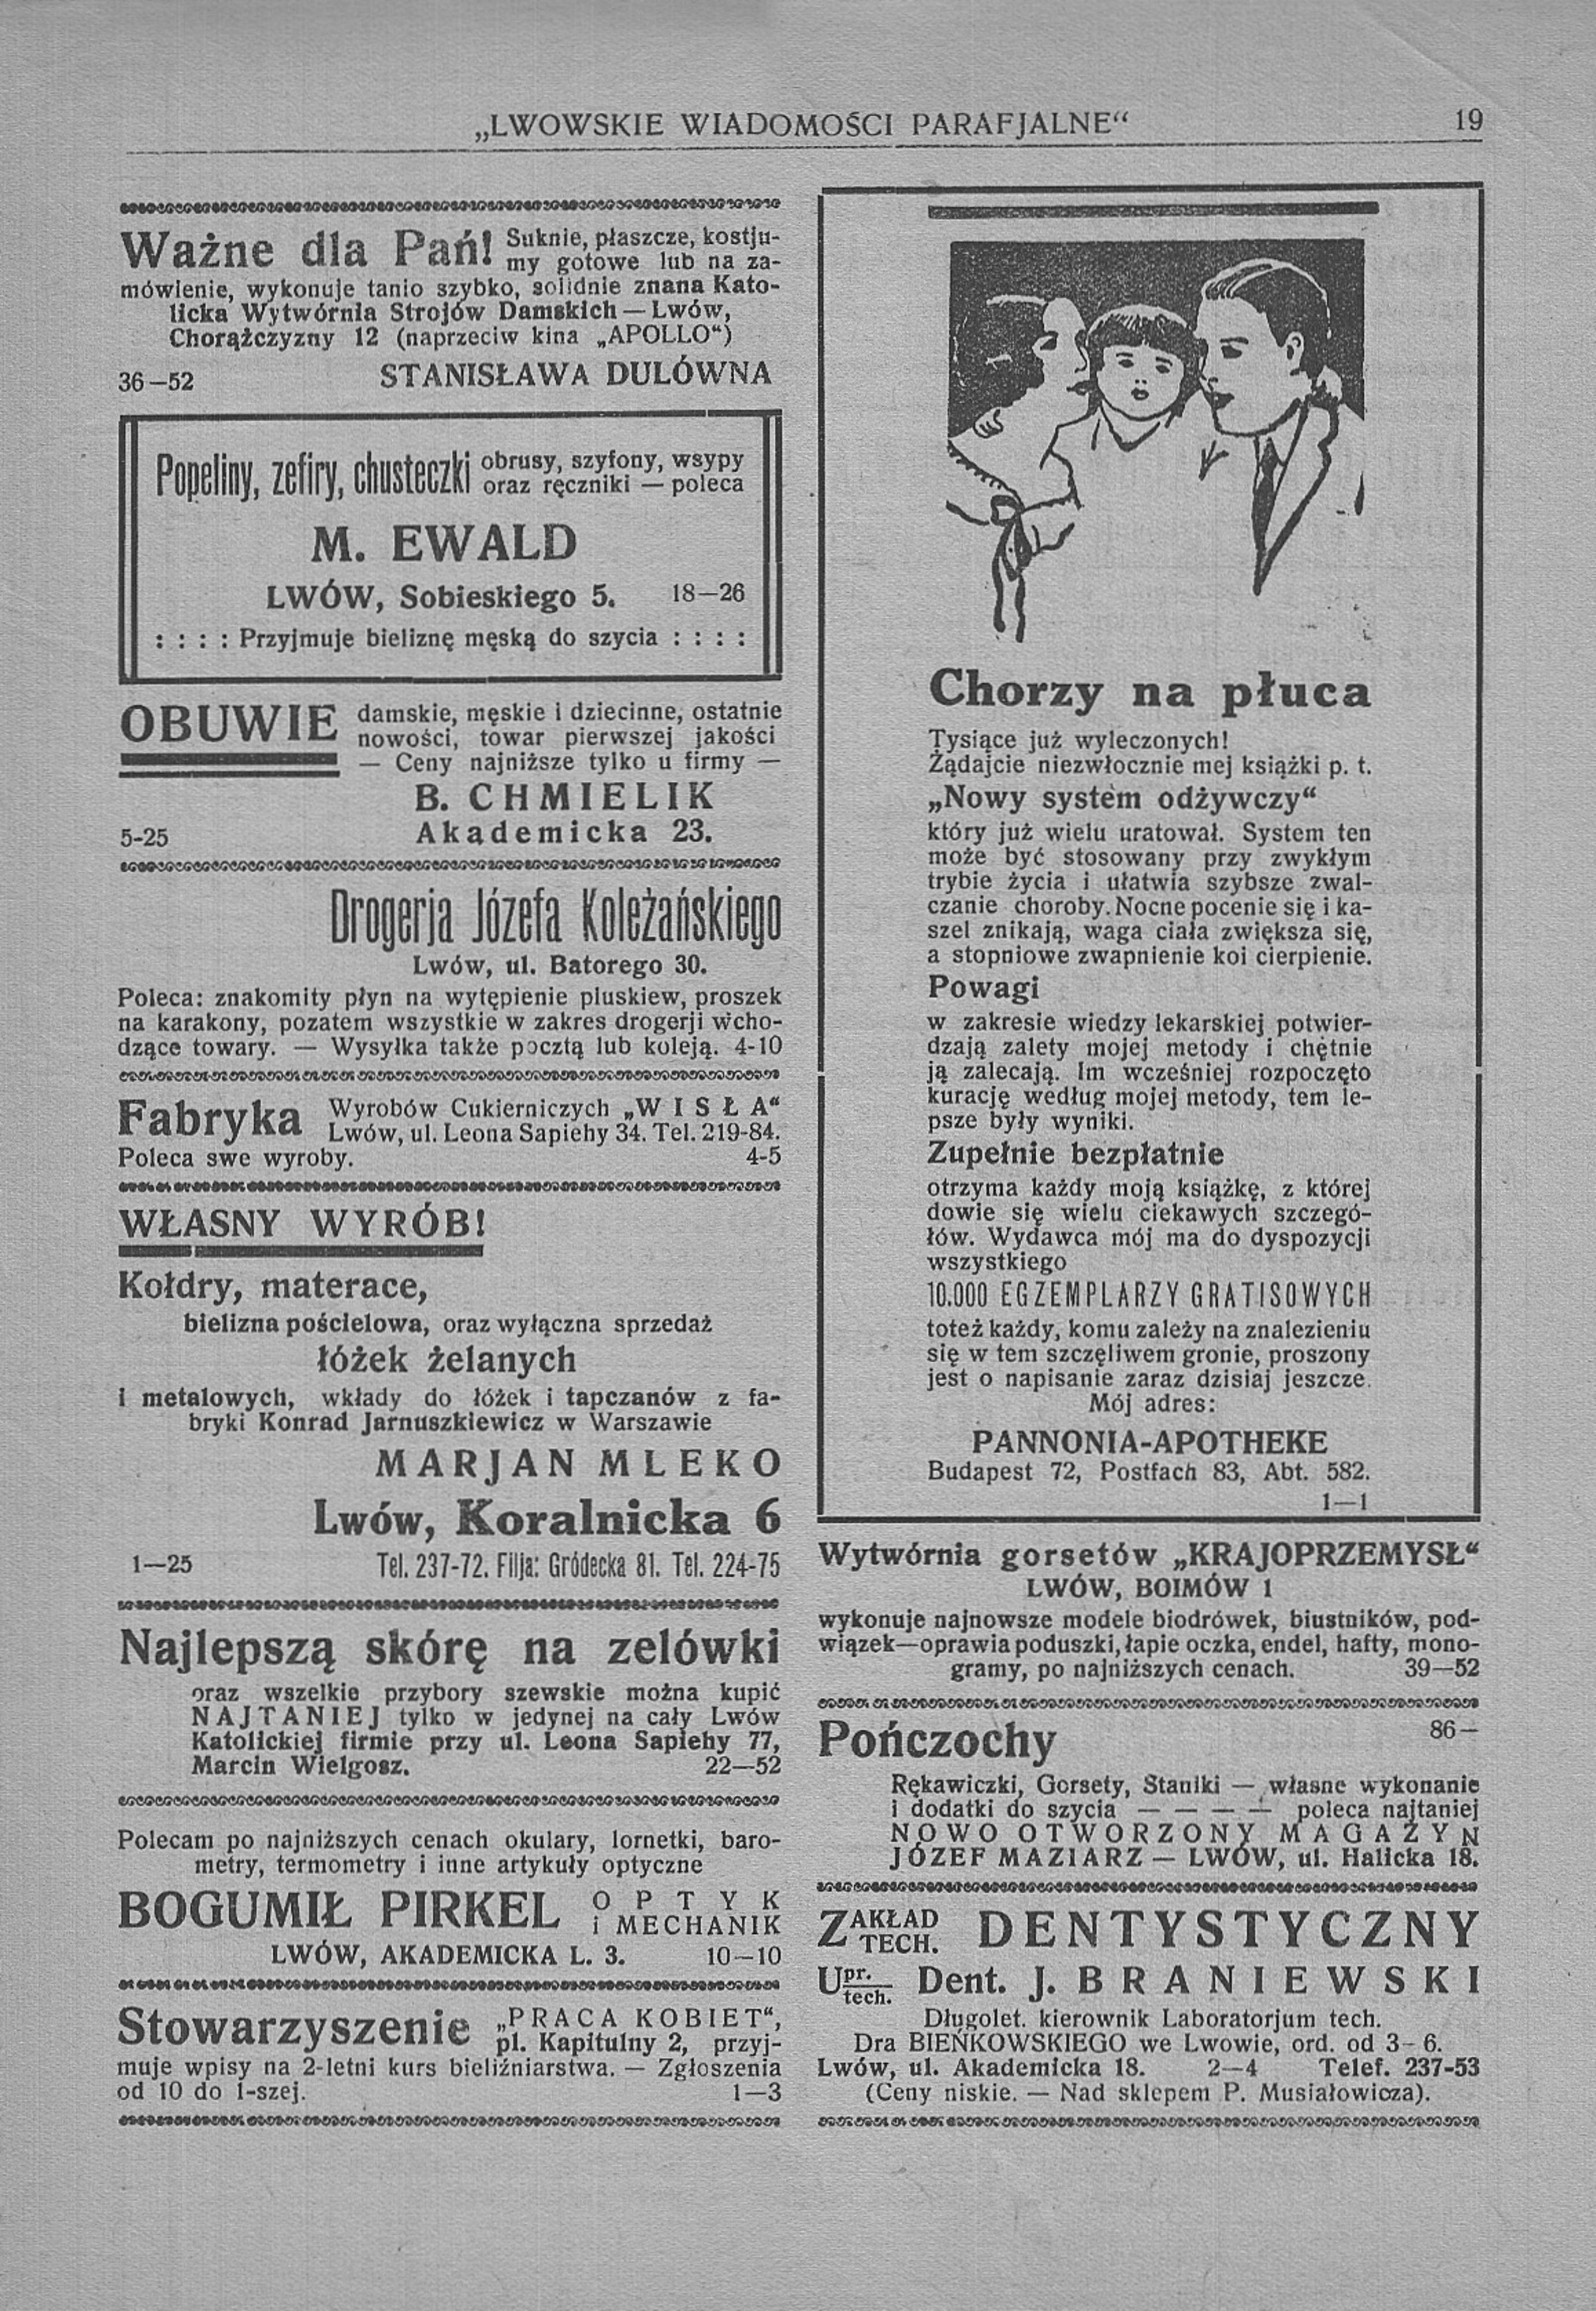 „LWOWSKIE WIADOMOŚCI PARAFJALNE“ 19
Ważne dla Pań! Suknie, płaszcze, kostju-
my gotowe lub na za-
mówienie, wykonuje tanio szybko, solidnie znana Kato-
licka Wytwórnia Strojów Damskich — Lwów,
Chorążczyzny 12 (naprzeciw kina „APOLLO“)
36—52 STANISŁAWA DULÓWNA
Popeliny, zefiry, chusteczki obrusy, szyfony, wsypy
oraz ręczniki — poleca
M. EWALD
LWÓW, Sobieskiego 5. 18—26
: : : : Przyjmuje bieliznę męską do szycia : : : :
OBUWIE damskie, męskie i dziecinne, ostatnie
nowości, towar pierwszej jakości
— Ceny najniższe tylko u firmy —
B. CHMIELIK
5-25 Akademicka 23.
Drogerja Józefa Koleżańskiego
Lwów, ul. Batorego 30.
Poleca: znakomity płyn na wytępienie pluskiew, proszek
na karakony, pozatem wszystkie w zakres drogerji wcho-
dzące towary. — Wysyłka także pocztą lub koleją. 4-10
Fabryka Wyrobów Cukierniczych „WISŁA“
Lwów, ul. Leona Sapiehy 34. Tel. 219-84.
Poleca swe wyroby. 4-5
WŁASNY WYRÓB!
Kołdry, materace,
bielizna pościelowa, oraz wyłączna sprzedaż
łóżek żelanych
i metalowych, wkłady do łóżek i tapczanów z fa-
bryki Konrad Jarnuszkiewicz w Warszawie
MARJAN MLEKO
Lwów, Koralnicka 6
1—25 Tel. 237-72. Filja: Gródecka 81. Tel. 224-75
Najlepszą skórę na zelówki
oraz wszelkie przybory szewskie można kupić
NAJTANIEJ tylko w jedynej na cały Lwów
Katolickiej firmie przy ul. Leona Sapiehy 77,
Marcin Wielgosz. 22—52
Polecam po najniższych cenach okulary, lornetki, baro-
metry, termometry i inne artykuły optyczne
BOGUMIŁ PIRKEL OPTYK
i MECHANIK
LWÓW, AKADEMICKA L. 3. 10—10
Stowarzyszenie „PRACA KOBIET“,
pl. Kapitulny 2, przyj-
muje wpisy na 2-letni kurs bieliźniarstwa. — Zgłoszenia
od 10 do 1-szej. 1—3
Chorzy na płuca
Tysiące już wyleczonych!
Żądajcie niezwłocznie mej książki p. t.
„Nowy systèm odżywczy“
który już wielu uratował. System ten
może być stosowany przy zwykłym
trybie życia i ułatwia szybsze zwal-
czanie choroby. Nocne pocenie się i ka-
szel znikają, waga ciała zwiększa się,
a stopniowe zwapnienie koi cierpienie.
Powagi
w zakresie wiedzy lekarskiej potwier-
dzają zalety mojej metody i chętnie
ją zalecają. Im wcześniej rozpoczęto
kurację według mojej metody, tem le-
psze były wyniki.
Zupełnie bezpłatnie
otrzyma każdy moją książkę, z której
dowie się wielu ciekawych szczegó-
łów. Wydawca mój ma do dyspozycji
wszystkiego
10.000 EGZEMPLARZY GRATISOWYCH
toteż każdy, komu zależy na znalezieniu
się w tem szczęśliwem gronie, proszony
jest o napisanie zaraz dzisiaj jeszcze.
Mój adres:
PANNONIA-APOTHEKE
Budapest 72, Postfach 83, Abt. 582.
1—1
Wytwórnia gorsetów „KRAJOPRZEMYSŁ“
LWÓW, BOIMÓW 1
wykonuje najnowsze modele biodrówek, biustników, pod-
wiązek—oprawia poduszki, łapie oczka, endel, hafty, mono-
gramy, po najniższych cenach. 39—52
Pończochy 86—
Rękawiczki, Gorsety, Staniki — własne wykonanie
i dodatki do szycia — — — — poleca najtaniej
NOWO OTWORZONY MAGAZYN
JÓZEF MAZIARZ — LWÓW, ul. Halicka 18.
ZAKŁAD TECH. DENTYSTYCZNY
Upr. tech. Dent. J. BRANIEWSKI
Długolet. kierownik Laboratorjum tech.
Dra BIEŃKOWSKIEGO we Lwowie, ord. od 3—6.
Lwów, ul. Akademicka 18. 2—4 Telef. 237-53
(Ceny niskie. — Nad sklepem P. Musiałowicza).